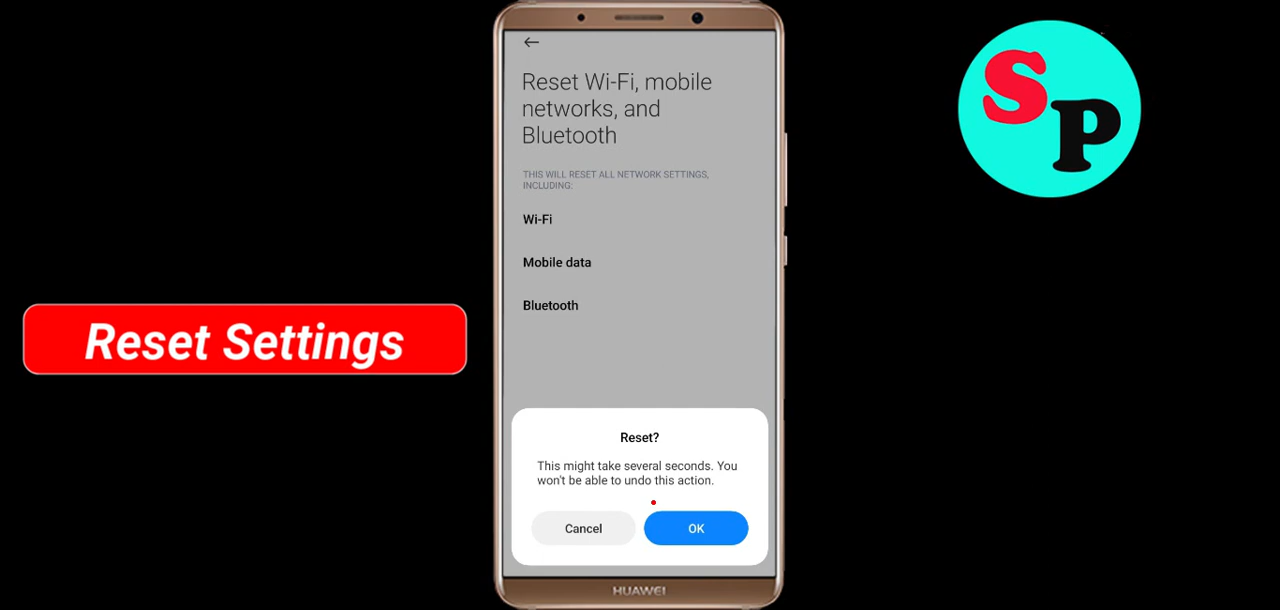 Reset Wi-Fi, mobile
networks, and
Bluetooth
THIS WILL RESET ALL NETWORK SETTINGS,
INCLUDING:
Wi-Fi
Mobile data
Bluetooth
Reset Settings
Reset?
This might take several seconds. You
won't be able to undo this action.
Cancel
OK
HUAWEI
SP